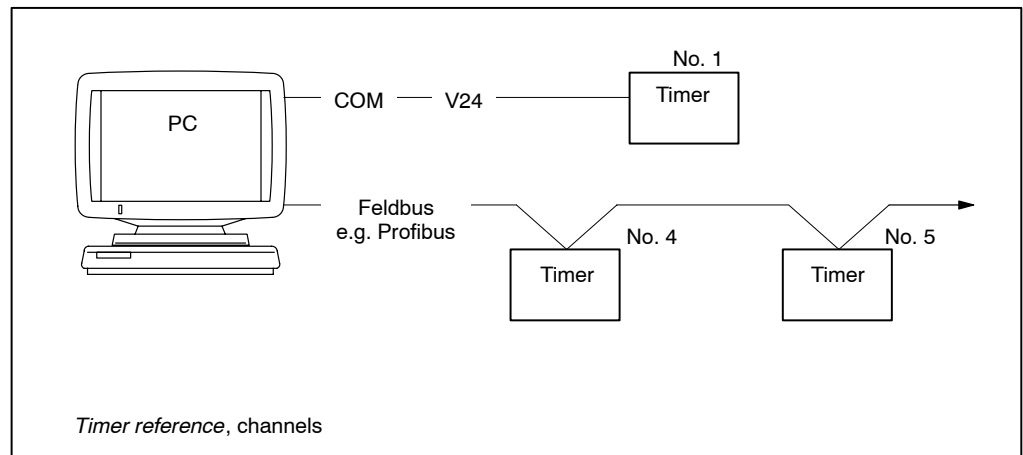 No. 1
COM V24 Timer
PC
Feldbus
e.g. Profibus
No. 4 No. 5
Timer Timer
Timer reference, channels